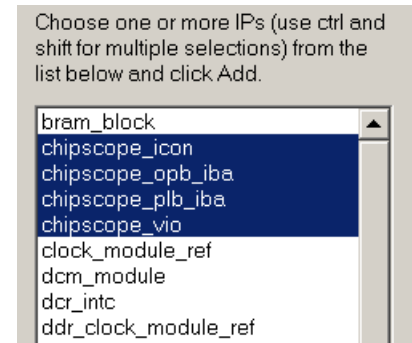 Choose one or more IPs (use ctrl and
shift for multiple selections) from the
list below and click Add.
bram_block
chipscope_icon
chipscope_opb_iba
chipscope_plb_iba
chipscope_vio
clock_module_ref
dcm_module
dcr_intc
ddr_clock_module_ref